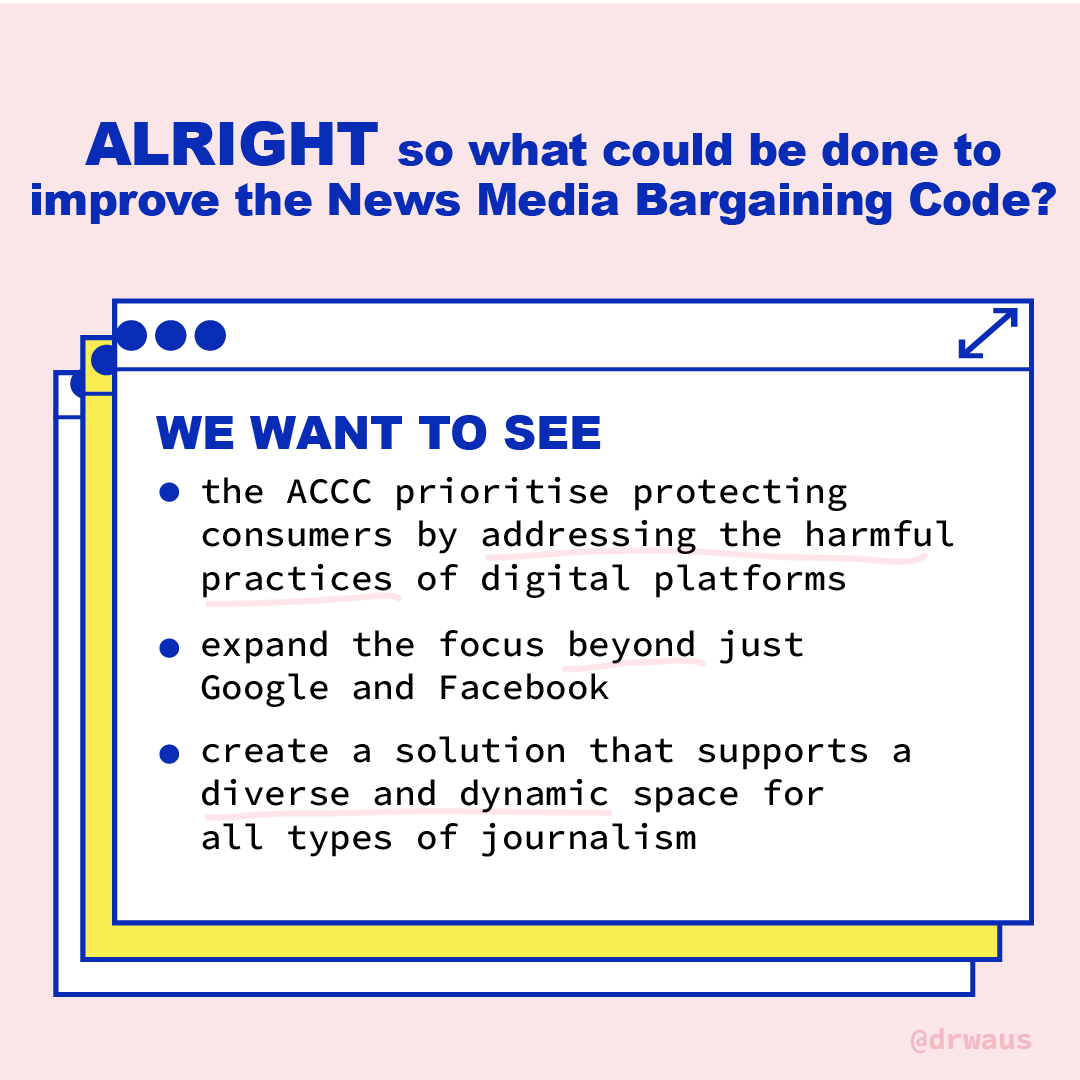 ALRIGHT so what could be done to
improve the News Media Bargaining Code?
WE WANT TO SEE
the ACCC prioritise protecting
consumers by addressing the harmful
practices of digital platforms
expand the focus beyond just
Google and Facebook
create a solution that supports a
diverse and dynamic space for
all types of journalism
@drwaus